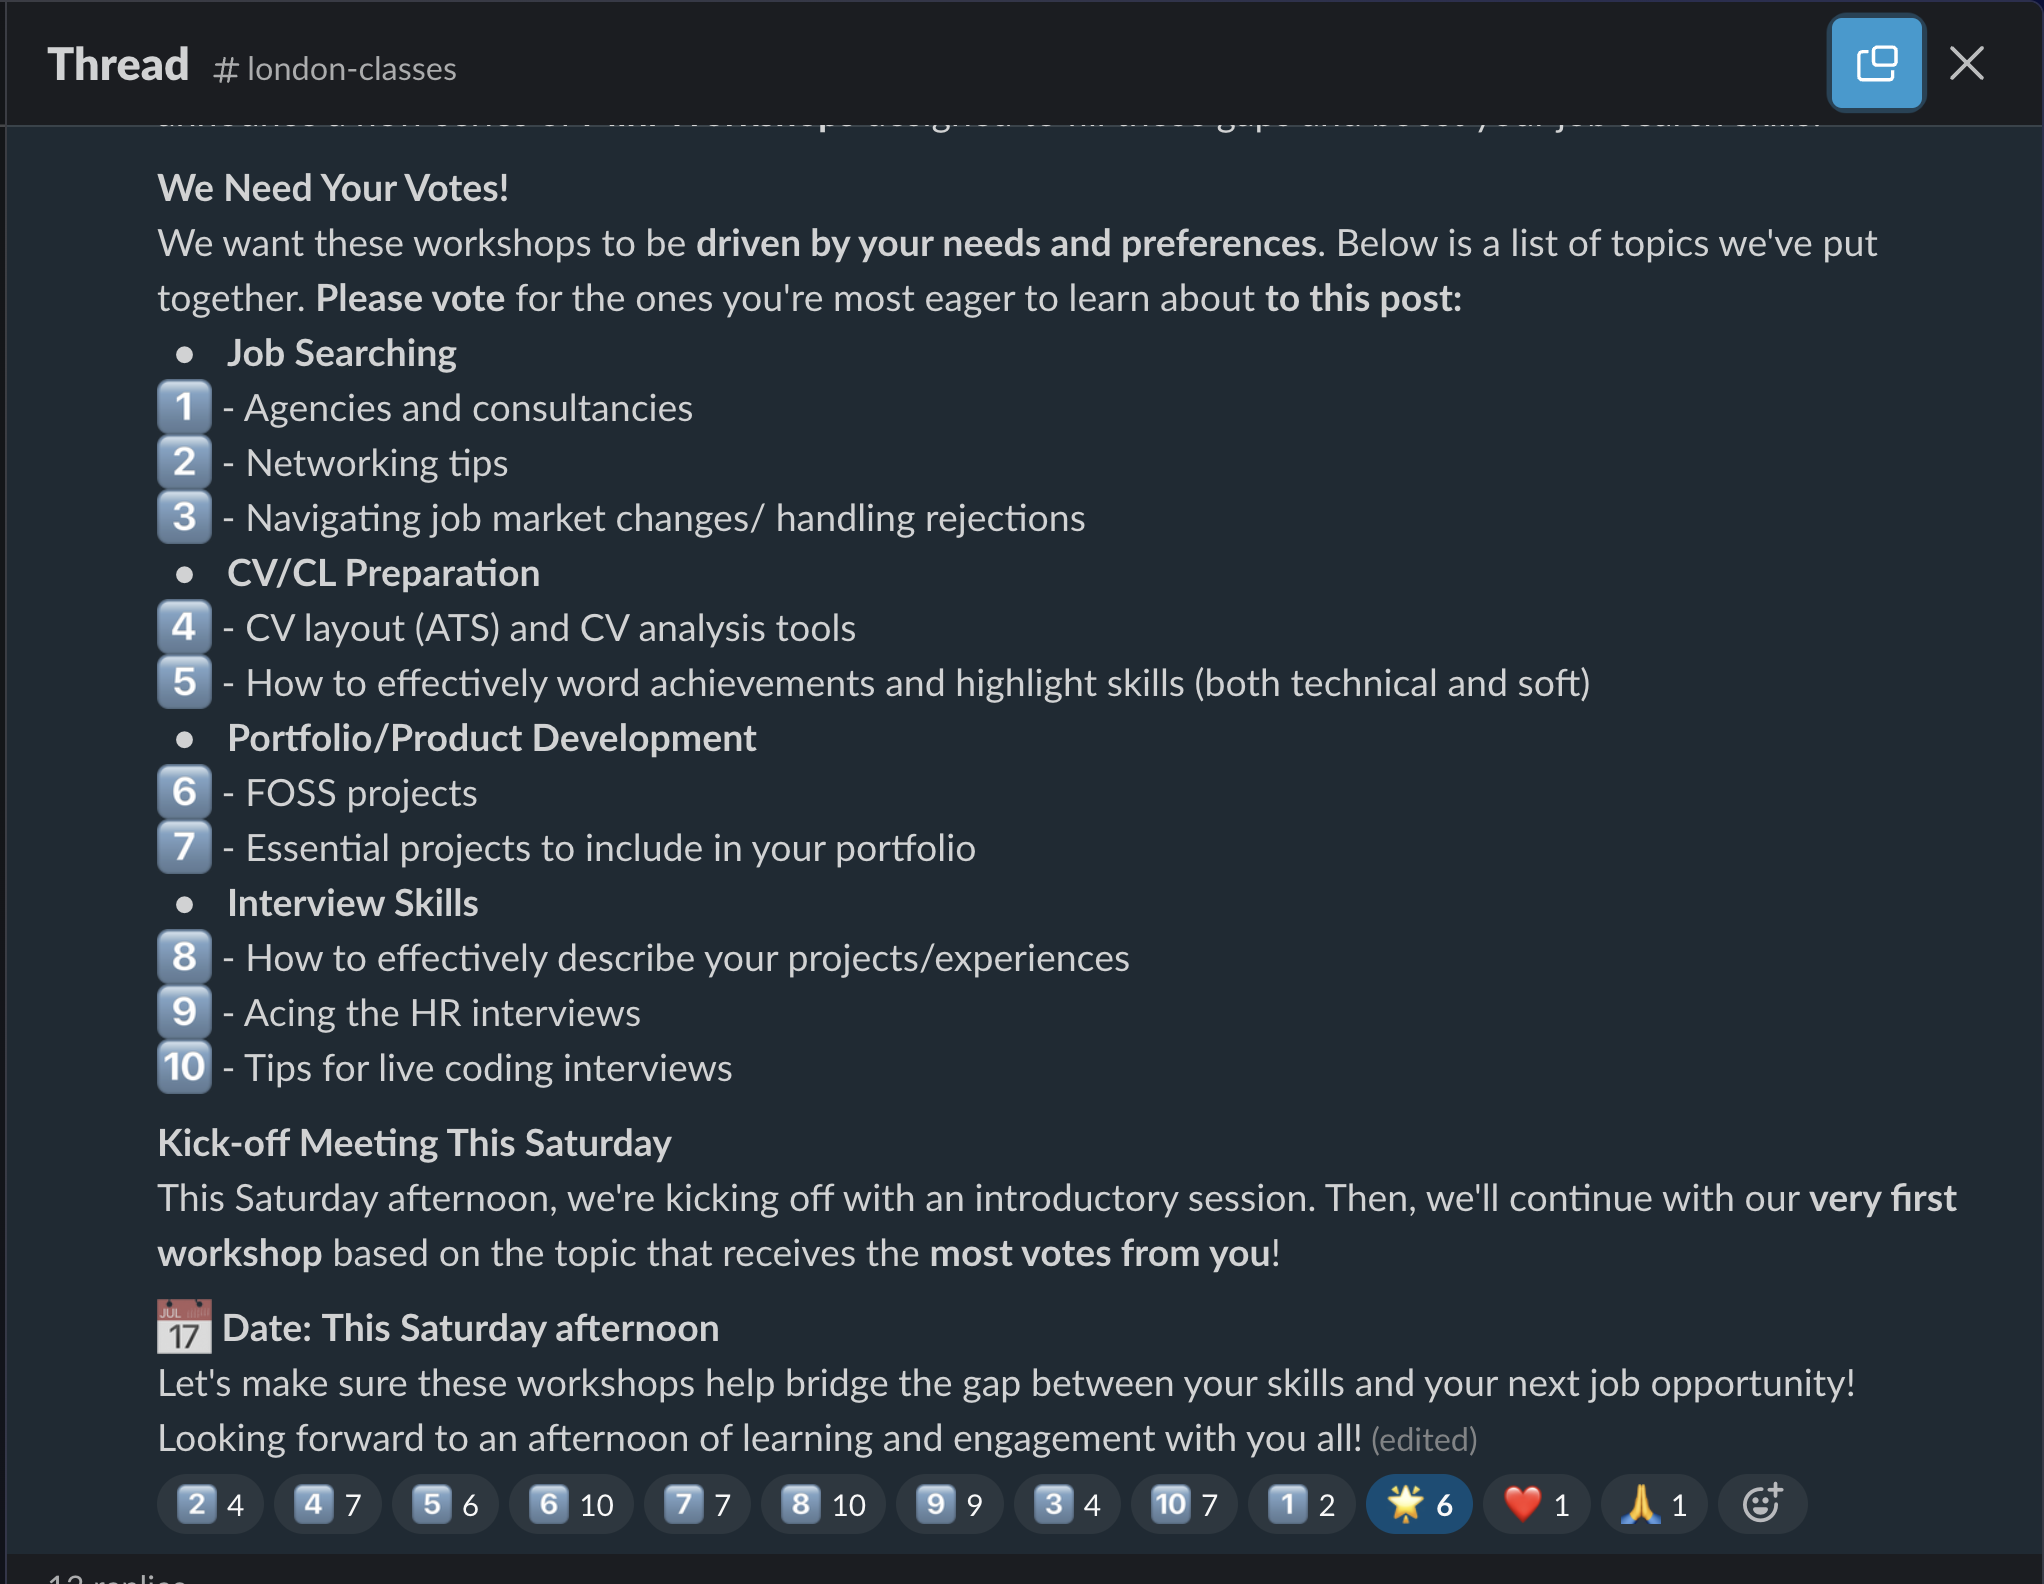 Thread # london-classes
We Need Your Votes!
We want these workshops to be driven by your needs and preferences. Below is a list of topics we've put
together. Please vote for the ones you're most eager to learn about to this post:
• Job Searching
1 - Agencies and consultancies
2 - Networking tips
3 - Navigating job market changes/ handling rejections
• CV/CL Preparation
4 - CV layout (ATS) and CV analysis tools
5 - How to effectively word achievements and highlight skills (both technical and soft)
• Portfolio/Product Development
6 - FOSS projects
7 - Essential projects to include in your portfolio
• Interview Skills
8 - How to effectively describe your projects/experiences
9 - Acing the HR interviews
10 - Tips for live coding interviews
Kick-off Meeting This Saturday
This Saturday afternoon, we're kicking off with an introductory session. Then, we'll continue with our very first
workshop based on the topic that receives the most votes from you!
JUL 17 Date: This Saturday afternoon
Let's make sure these workshops help bridge the gap between your skills and your next job opportunity!
Looking forward to an afternoon of learning and engagement with you all! (edited)
2 4 4 7 5 6 6 10 7 7 8 10 9 9 3 4 10 7 1 2 6 1 1